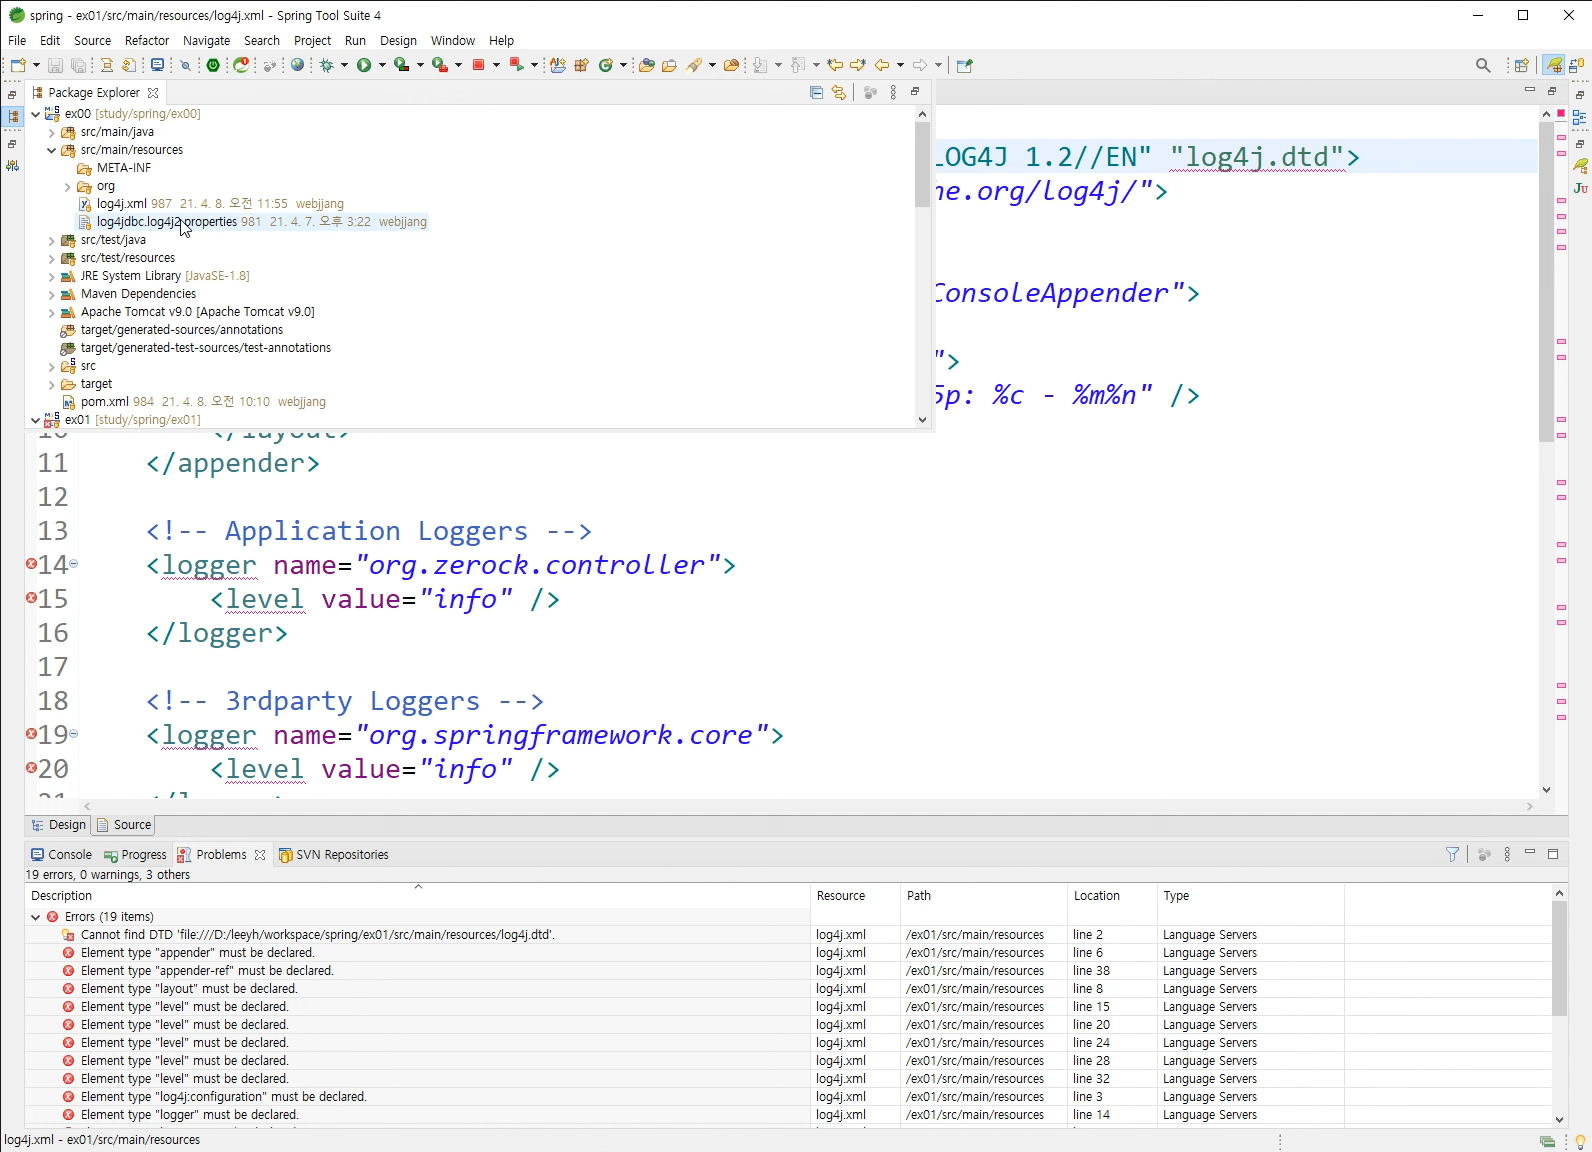 spring - ex01/src/main/resources/log4j.xml - Spring Tool Suite 4
File Edit Source Refactor Navigate Search Project Run Design Window Help
Package Explorer
ex00 [study/spring/ex00]
src/main/java
src/main/resources
META-INF
org
log4j.xml 987 21. 4. 8. 오전 11:55 webjjang
log4jdbc.log4j2.properties 981 21. 4. 7. 오후 3:22 webjjang
src/test/java
src/test/resources
JRE System Library [JavaSE-1.8]
Maven Dependencies
Apache Tomcat v9.0 [Apache Tomcat v9.0]
target/generated-sources/annotations
target/generated-test-sources/test-annotations
src
target
pom.xml 984 21. 4. 8. 오전 10:10 webjjang
ex01 [study/spring/ex01]
LOG4J 1.2//EN" "log4j.dtd">
he.org/log4j/">
ConsoleAppender">
">
5p: %c - %m%n" />
10 </layout>
11 </appender>
12
13 <!-- Application Loggers -->
14 <logger name="org.zerock.controller">
15 <level value="info" />
16 </logger>
17
18 <!-- 3rdparty Loggers -->
19 <logger name="org.springframework.core">
20 <level value="info" />
21
Design Source
Console Progress Problems SVN Repositories
19 errors, 0 warnings, 3 others
Description Resource Path Location Type
Errors (19 items)
Cannot find DTD 'file:///D:/leeyh/workspace/spring/ex01/src/main/resources/log4j.dtd'. log4j.xml /ex01/src/main/resources line 2 Language Servers
Element type "appender" must be declared. log4j.xml /ex01/src/main/resources line 6 Language Servers
Element type "appender-ref" must be declared. log4j.xml /ex01/src/main/resources line 38 Language Servers
Element type "layout" must be declared. log4j.xml /ex01/src/main/resources line 8 Language Servers
Element type "level" must be declared. log4j.xml /ex01/src/main/resources line 15 Language Servers
Element type "level" must be declared. log4j.xml /ex01/src/main/resources line 20 Language Servers
Element type "level" must be declared. log4j.xml /ex01/src/main/resources line 24 Language Servers
Element type "level" must be declared. log4j.xml /ex01/src/main/resources line 28 Language Servers
Element type "level" must be declared. log4j.xml /ex01/src/main/resources line 32 Language Servers
Element type "log4j:configuration" must be declared. log4j.xml /ex01/src/main/resources line 3 Language Servers
Element type "logger" must be declared. log4j.xml /ex01/src/main/resources line 14 Language Servers
log4j.xml - ex01/src/main/resources